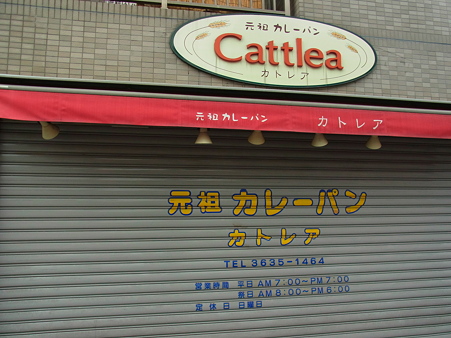 元祖カレーパン
Cattlea
カトレア
元祖 カレーパン カトレア
元祖 カレーパン
カトレア
TEL 3635-1464
営業時間 平日 AM 7:00~PM 7:00
祭日 AM 8:00~PM 6:00
定休日 日曜日